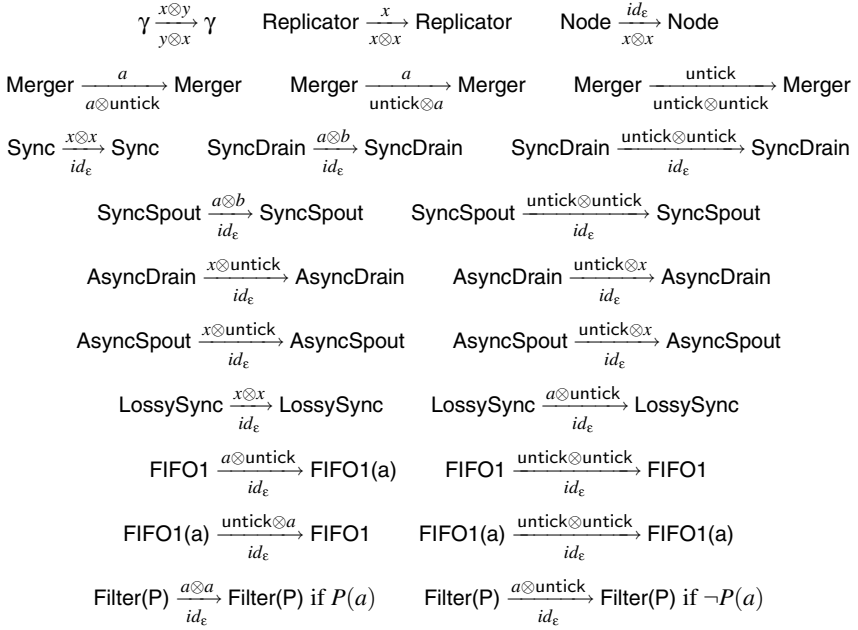 γ —x⊗y / y⊗x→ γ Replicator —x / x⊗x→ Replicator Node —id_ε / x⊗x→ Node
Merger —a / a⊗untick→ Merger Merger —a / untick⊗a→ Merger Merger —untick / untick⊗untick→ Merger
Sync —x⊗x / id_ε→ Sync SyncDrain —a⊗b / id_ε→ SyncDrain SyncDrain —untick⊗untick / id_ε→ SyncDrain
SyncSpout —a⊗b / id_ε→ SyncSpout SyncSpout —untick⊗untick / id_ε→ SyncSpout
AsyncDrain —x⊗untick / id_ε→ AsyncDrain AsyncDrain —untick⊗x / id_ε→ AsyncDrain
AsyncSpout —x⊗untick / id_ε→ AsyncSpout AsyncSpout —untick⊗x / id_ε→ AsyncSpout
LossySync —x⊗x / id_ε→ LossySync LossySync —a⊗untick / id_ε→ LossySync
FIFO1 —a⊗untick / id_ε→ FIFO1(a) FIFO1 —untick⊗untick / id_ε→ FIFO1
FIFO1(a) —untick⊗a / id_ε→ FIFO1 FIFO1(a) —untick⊗untick / id_ε→ FIFO1(a)
Filter(P) —a⊗a / id_ε→ Filter(P) if P(a) Filter(P) —a⊗untick / id_ε→ Filter(P) if ¬P(a)